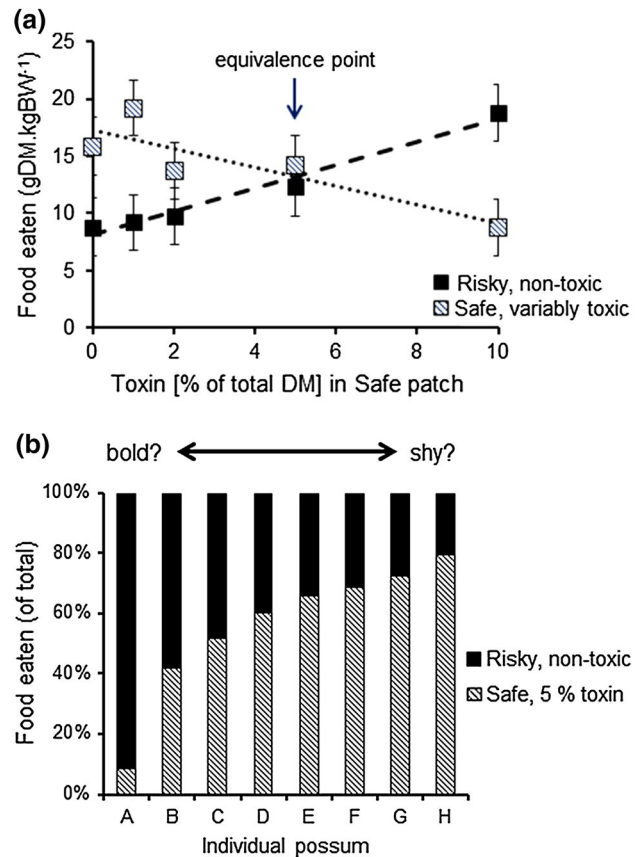 (a)
25
20
15
10
5
0
Food eaten (gDM.kgBW-1)
equivalence point
Risky, non-toxic
Safe, variably toxic
0 2 4 6 8 10
Toxin [% of total DM] in Safe patch
(b)
bold? shy?
100%
80%
60%
40%
20%
0%
Food eaten (of total)
Risky, non-toxic
Safe, 5 % toxin
A B C D E F G H
Individual possum